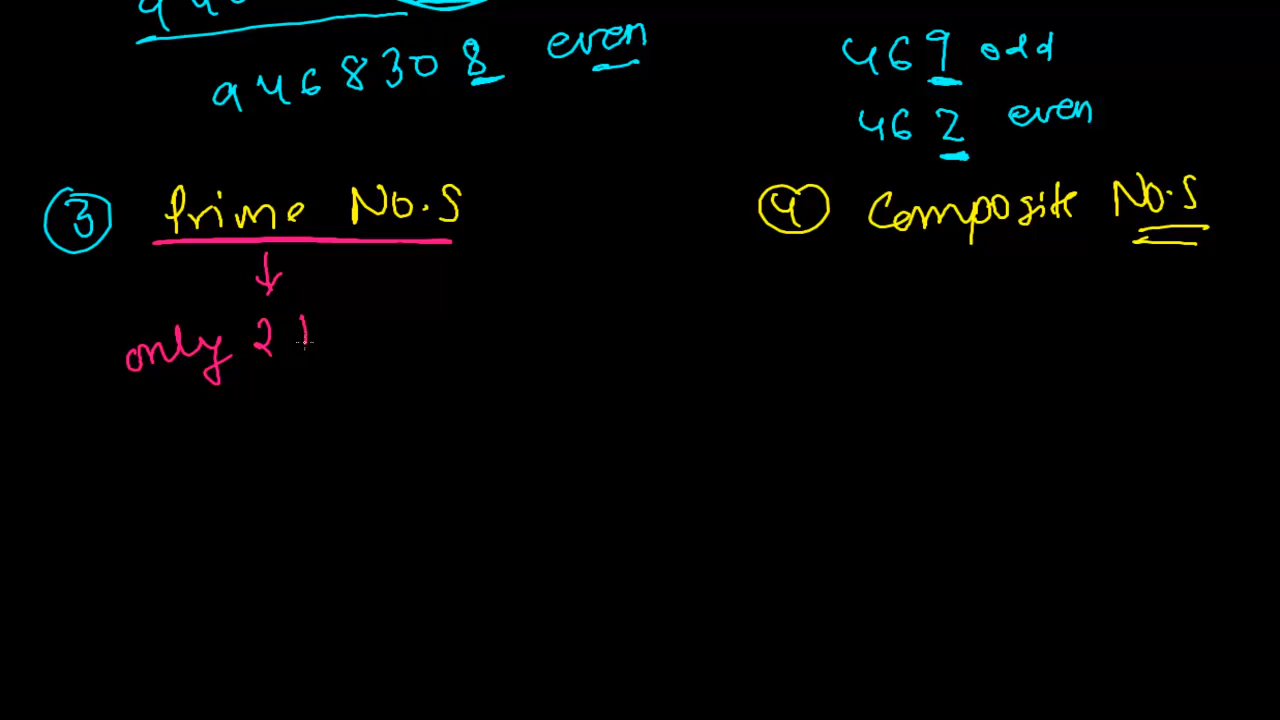 9468308 even
469 odd
462 even
3 Prime No.s
4 Composite No.s
only 2